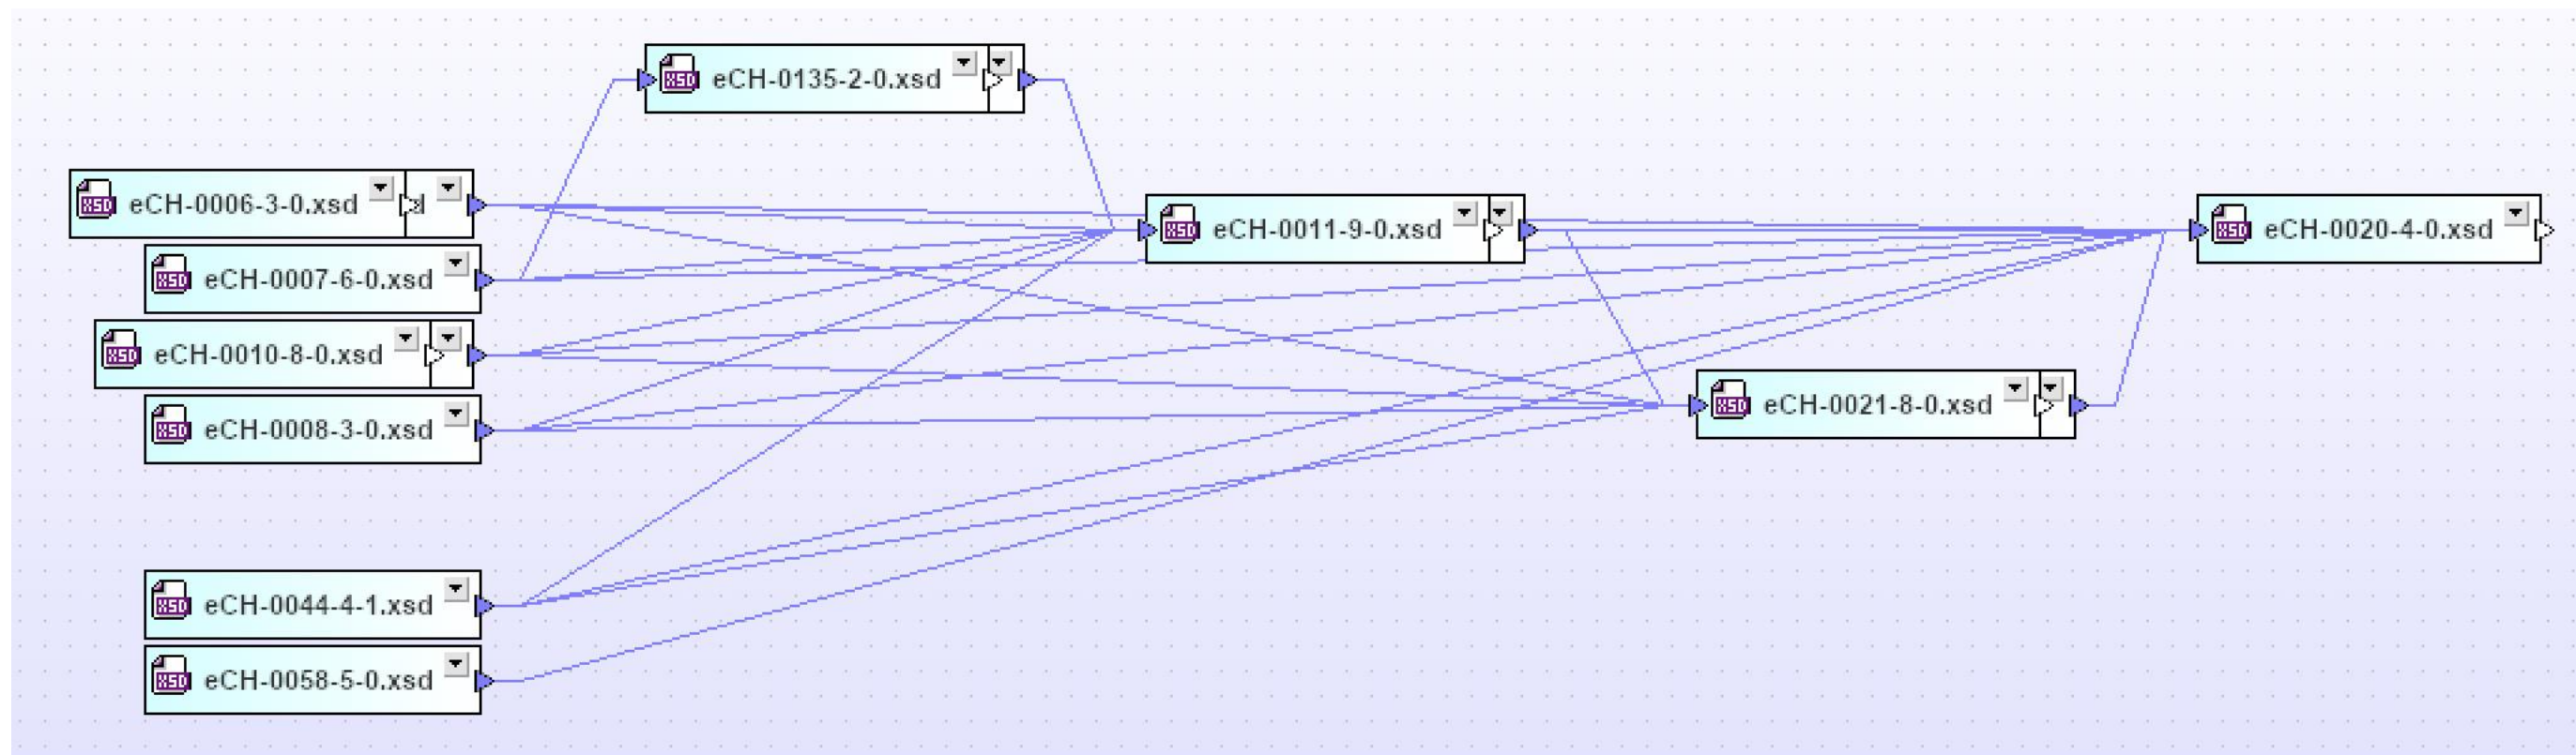 eCH-0135-2-0.xsd
eCH-0006-3-0.xsd
eCH-0011-9-0.xsd
eCH-0020-4-0.xsd
eCH-0007-6-0.xsd
eCH-0010-8-0.xsd
eCH-0021-8-0.xsd
eCH-0008-3-0.xsd
eCH-0044-4-1.xsd
eCH-0058-5-0.xsd